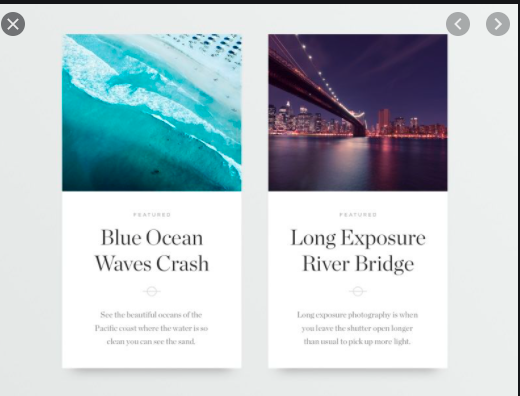 FEATURED
Blue Ocean
Waves Crash
See the beautiful oceans of the
Pacific coast where the water is so
clean you can see the sand.
FEATURED
Long Exposure
River Bridge
Long exposure photography is when
you leave the shutter open longer
than usual to pick up more light.